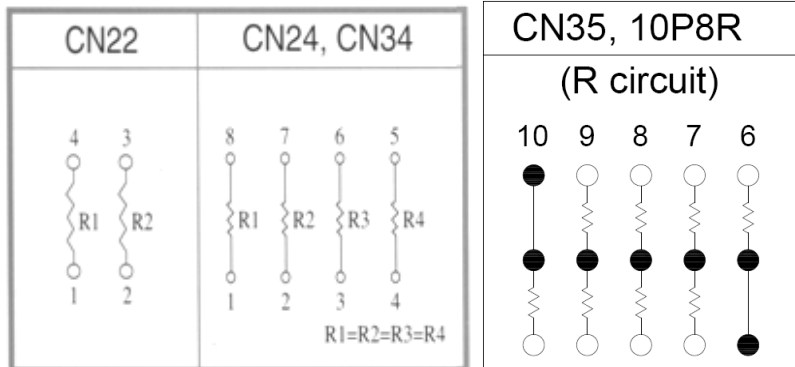 CN22
4 3
R1 R2
1 2
CN24, CN34
8 7 6 5
R1 R2 R3 R4
1 2 3 4
R1=R2=R3=R4
CN35, 10P8R
(R circuit)
10 9 8 7 6